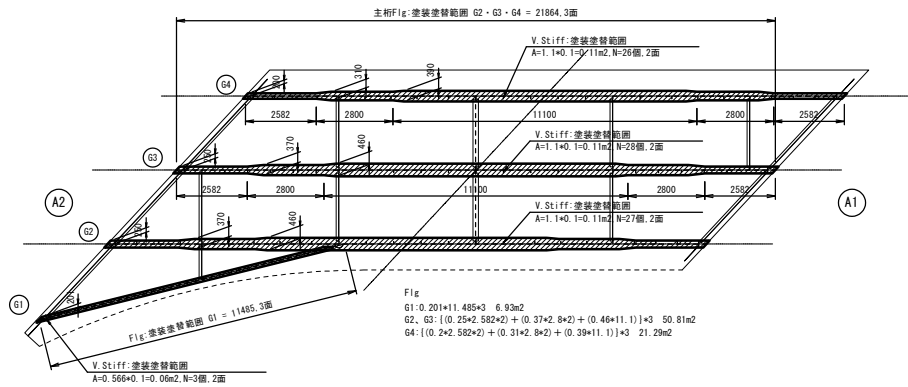 主桁Flg:塗装塗替範囲 G2・G3・G4 = 21864.3面
V.Stiff:塗装塗替範囲
A=1.1*0.1=0.11m2,N=26個,2面
310
390
G4
2582
2800
11100
2800
2582
V.Stiff:塗装塗替範囲
A=1.1*0.1=0.11m2,N=28個,2面
250
370
460
G3
2582
2800
11100
2800
2582
A2
A1
V.Stiff:塗装塗替範囲
A=1.1*0.1=0.11m2,N=27個,2面
250
370
460
G2
201
G1
Flg:塗装塗替範囲 G1 = 11485.3面
Flg
G1:0.201*11.485*3 6.93m2
G2、G3:{(0.25*2.582*2)+(0.37*2.8*2)+(0.46*11.1)}*3 50.81m2
G4:{(0.2*2.582*2)+(0.31*2.8*2)+(0.39*11.1)}*3 21.29m2
V.Stiff:塗装塗替範囲
A=0.566*0.1=0.06m2,N=3個,2面